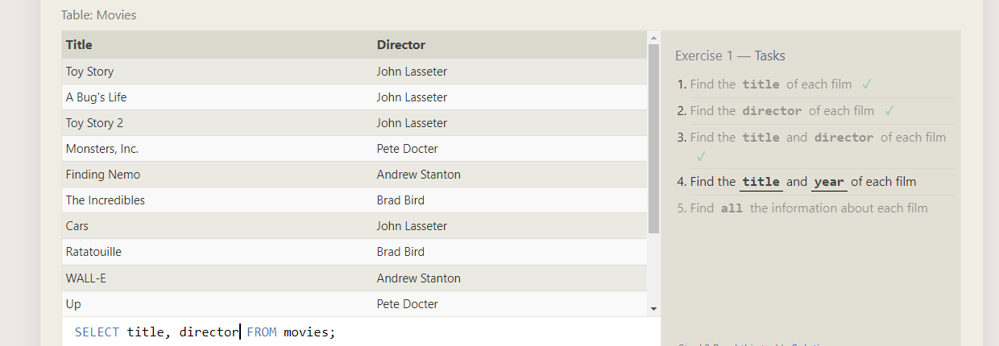 Table: Movies
Title Director
Toy Story John Lasseter
A Bug's Life John Lasseter
Toy Story 2 John Lasseter
Monsters, Inc. Pete Docter
Finding Nemo Andrew Stanton
The Incredibles Brad Bird
Cars John Lasseter
Ratatouille Brad Bird
WALL-E Andrew Stanton
Up Pete Docter
SELECT title, director FROM movies;
Exercise 1 — Tasks
1. Find the title of each film ✓
2. Find the director of each film ✓
3. Find the title and director of each film
✓
4. Find the title and year of each film
5. Find all the information about each film